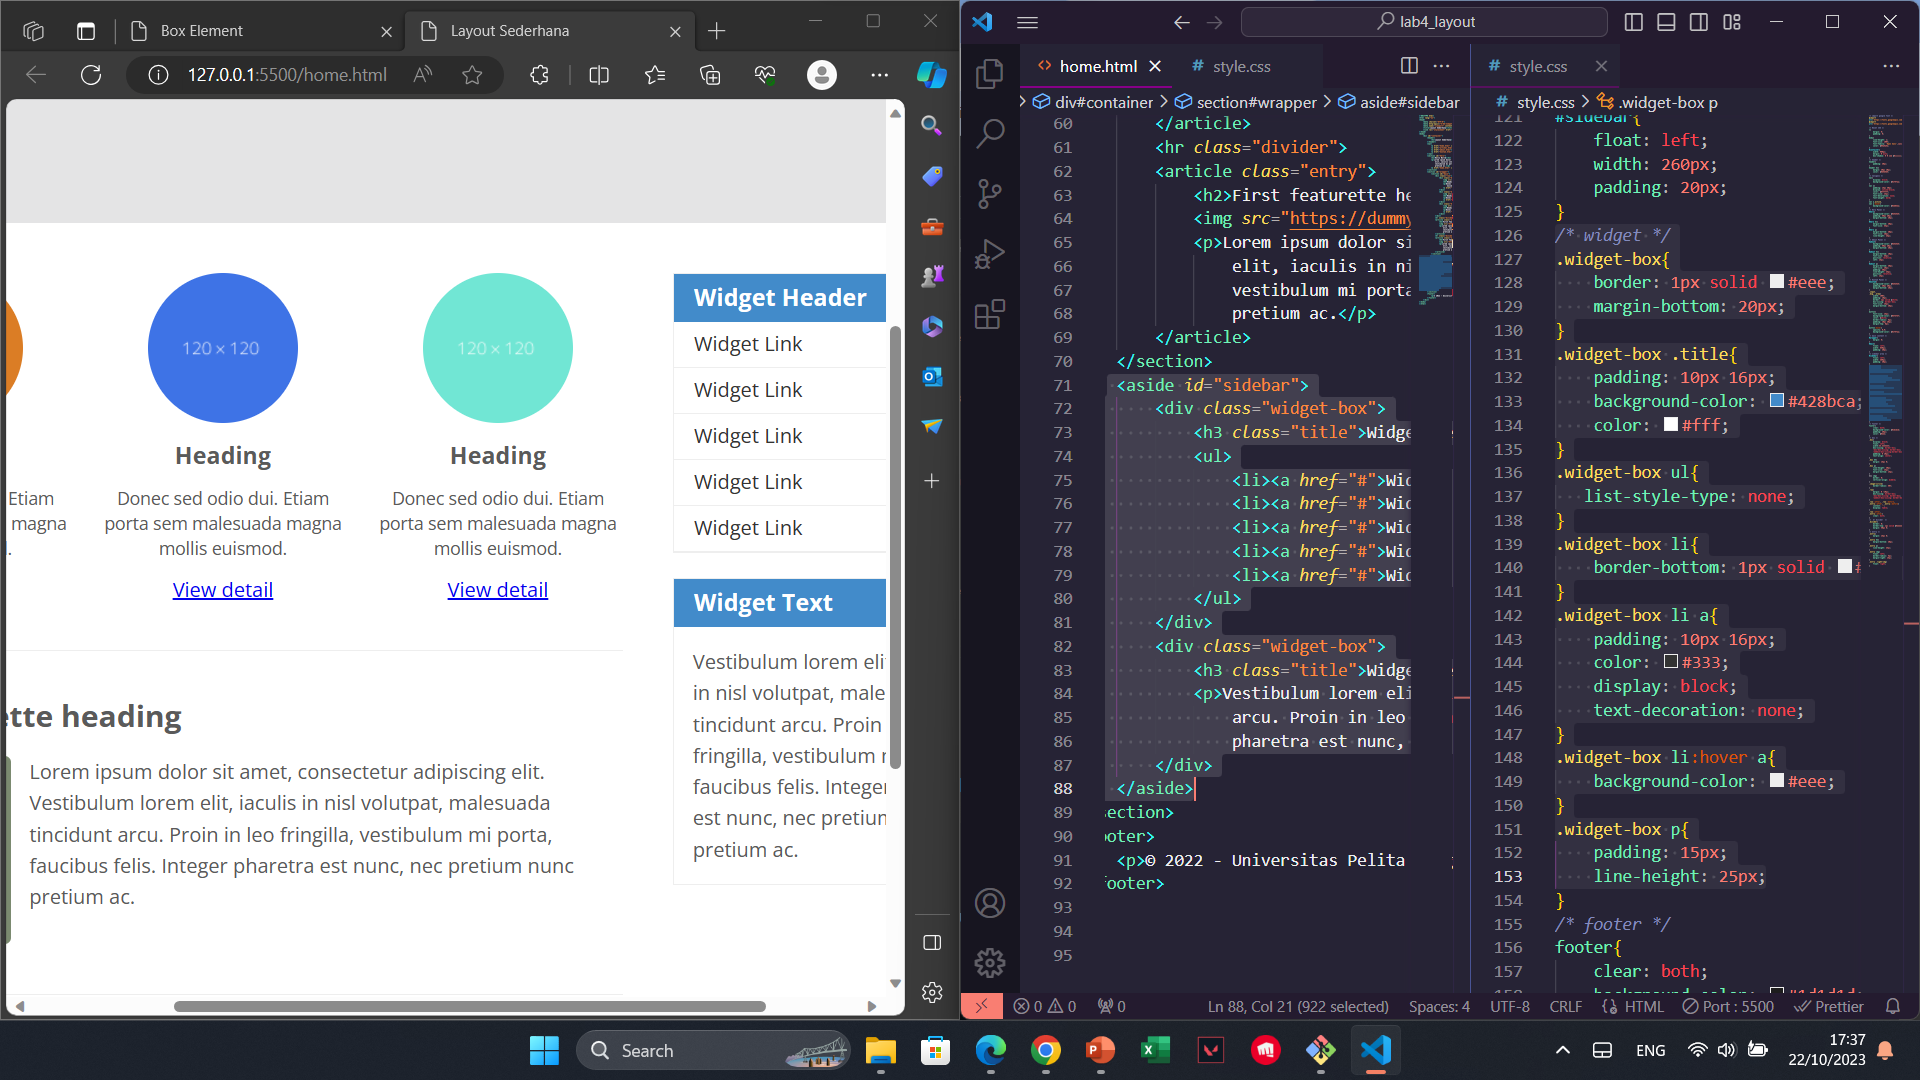 Box Element
Layout Sederhana
127.0.0.1:5500/home.html
120 × 120
120 × 120
Heading
Heading
Etiam
magna
Donec sed odio dui. Etiam
porta sem malesuada magna
mollis euismod.
Donec sed odio dui. Etiam
porta sem malesuada magna
mollis euismod.
View detail
View detail
Widget Header
Widget Link
Widget Link
Widget Link
Widget Link
Widget Link
Widget Text
Vestibulum lorem eli
in nisl volutpat, male
tincidunt arcu. Proin
fringilla, vestibulum
faucibus felis. Intege
est nunc, nec pretiun
pretium ac.
ette heading
Lorem ipsum dolor sit amet, consectetur adipiscing elit.
Vestibulum lorem elit, iaculis in nisl volutpat, malesuada
tincidunt arcu. Proin in leo fringilla, vestibulum mi porta,
faucibus felis. Integer pharetra est nunc, nec pretium nunc
pretium ac.
lab4_layout
home.html
style.css
div#container section#wrapper aside#sidebar
60 </article>
61 <hr class="divider">
62 <article class="entry">
63 <h2>First featurette he
64 <img src="https://dummy
65 <p>Lorem ipsum dolor si
66 elit, iaculis in ni
67 vestibulum mi porta
68 pretium ac.</p>
69 </article>
70 </section>
71 <aside id="sidebar">
72 <div class="widget-box">
73 <h3 class="title">Widge
74 <ul>
75 <li><a href="#">Wid
76 <li><a href="#">Wid
77 <li><a href="#">Wid
78 <li><a href="#">Wid
79 <li><a href="#">Wid
80 </ul>
81 </div>
82 <div class="widget-box">
83 <h3 class="title">Widge
84 <p>Vestibulum lorem eli
85 arcu. Proin in leo
86 pharetra est nunc,
87 </div>
88 </aside>
89 section>
90 ooter>
91 <p>© 2022 - Universitas Pelita
92 footer>
93
94
95
style.css
style.css .widget-box p
121 #sidebar{
122 float: left;
123 width: 260px;
124 padding: 20px;
125 }
126 /* widget */
127 .widget-box{
128 border: 1px solid #eee;
129 margin-bottom: 20px;
130 }
131 .widget-box .title{
132 padding: 10px 16px;
133 background-color: #428bca;
134 color: #fff;
135 }
136 .widget-box ul{
137 list-style-type: none;
138 }
139 .widget-box li{
140 border-bottom: 1px solid #
141 }
142 .widget-box li a{
143 padding: 10px 16px;
144 color: #333;
145 display: block;
146 text-decoration: none;
147 }
148 .widget-box li:hover a{
149 background-color: #eee;
150 }
151 .widget-box p{
152 padding: 15px;
153 line-height: 25px;
154 }
155 /* footer */
156 footer{
157 clear: both;
0 0 0 Ln 88, Col 21 (922 selected) Spaces: 4 UTF-8 CRLF HTML Port : 5500 Prettier
Search
ENG
17:37
22/10/2023